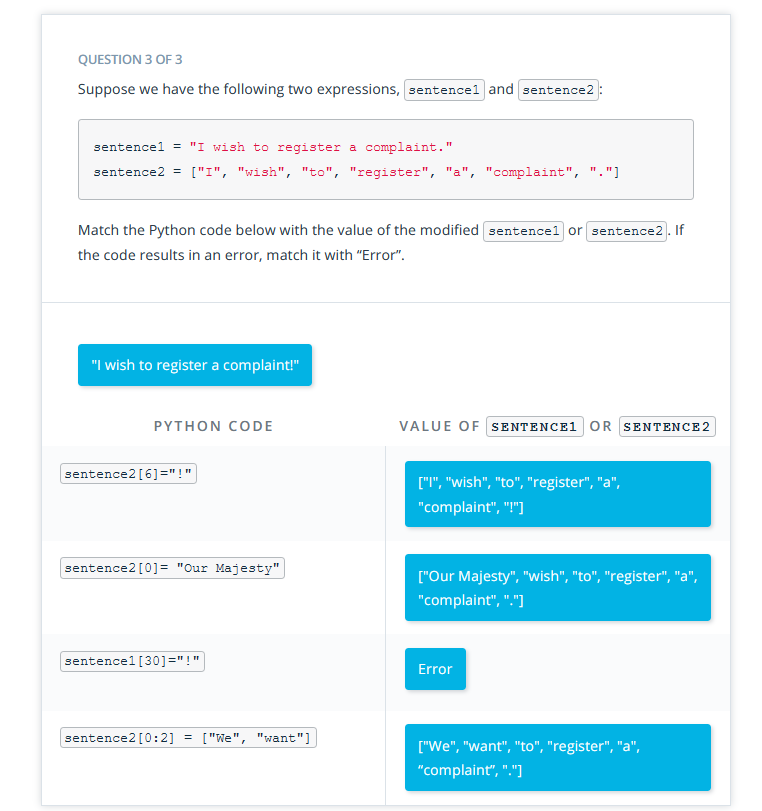 QUESTION 3 OF 3
Suppose we have the following two expressions, sentence1 and sentence2:
sentence1 = "I wish to register a complaint."
sentence2 = ["I", "wish", "to", "register", "a", "complaint", "."]
Match the Python code below with the value of the modified sentence1 or sentence2. If
the code results in an error, match it with “Error”.
"I wish to register a complaint!"
PYTHON CODE
VALUE OF SENTENCE1 OR SENTENCE2
sentence2[6]="!"
["I", "wish", "to", "register", "a",
"complaint", "!"]
sentence2[0]= "Our Majesty"
["Our Majesty", "wish", "to", "register", "a",
"complaint", "."]
sentence1[30]="!"
Error
sentence2[0:2] = ["We", "want"]
["We", "want", "to", "register", "a",
“complaint”, "."]